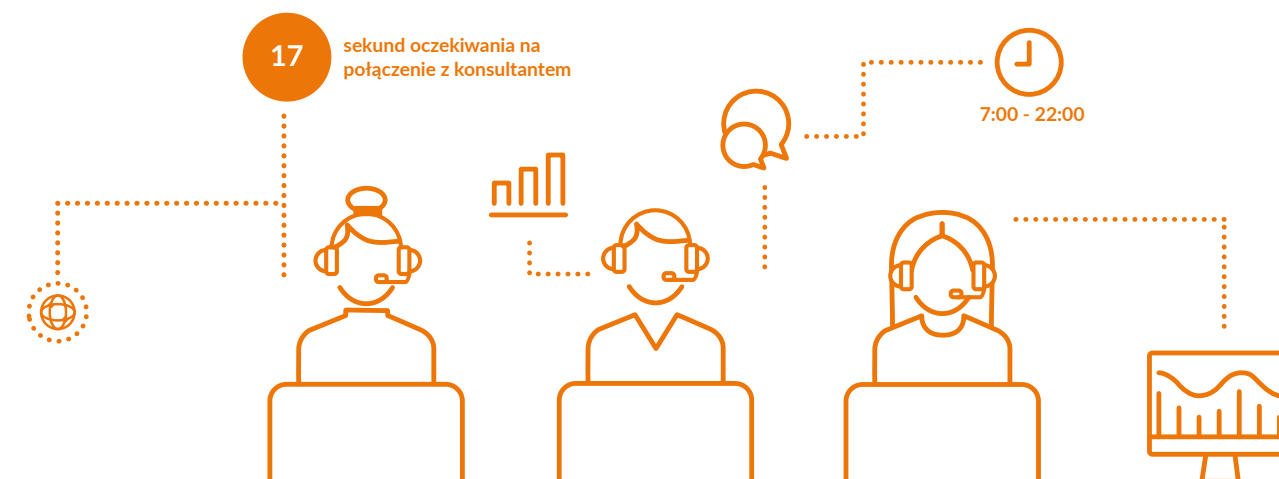 17
sekund oczekiwania na
połączenie z konsultantem
7:00 - 22:00